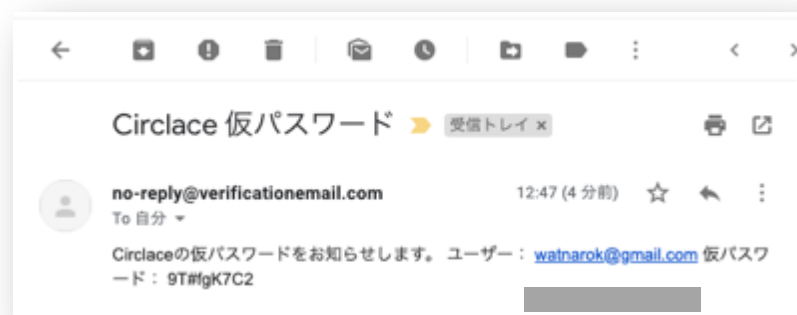 Circlace 仮パスワード 受信トレイ ×
no-reply@verificationemail.com 12:47 (4 分前)
To 自分
Circlaceの仮パスワードをお知らせします。 ユーザー： watnarok@gmail.com 仮パスワ
ード： 9T#fgK7C2